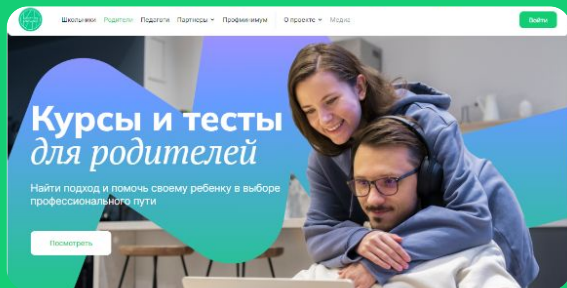 Школьники Родители Педагоги Партнеры Профминимум О проекте Медиа Войти
Курсы и тесты
для родителей
Найти подход и помочь своему ребенку в выборе
профессионального пути
Посмотреть